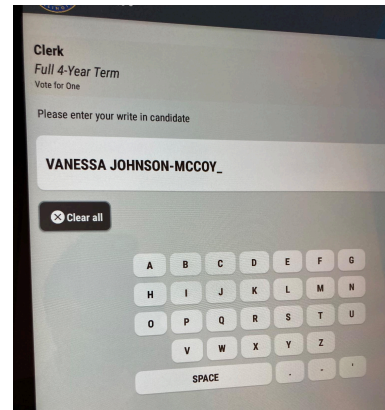 Clerk
Full 4-Year Term
Vote for One
Please enter your write in candidate
VANESSA JOHNSON-MCCOY_
Clear all
A B C D E F G
H I J K L M N
O P Q R S T U
V W X Y Z
SPACE . - '